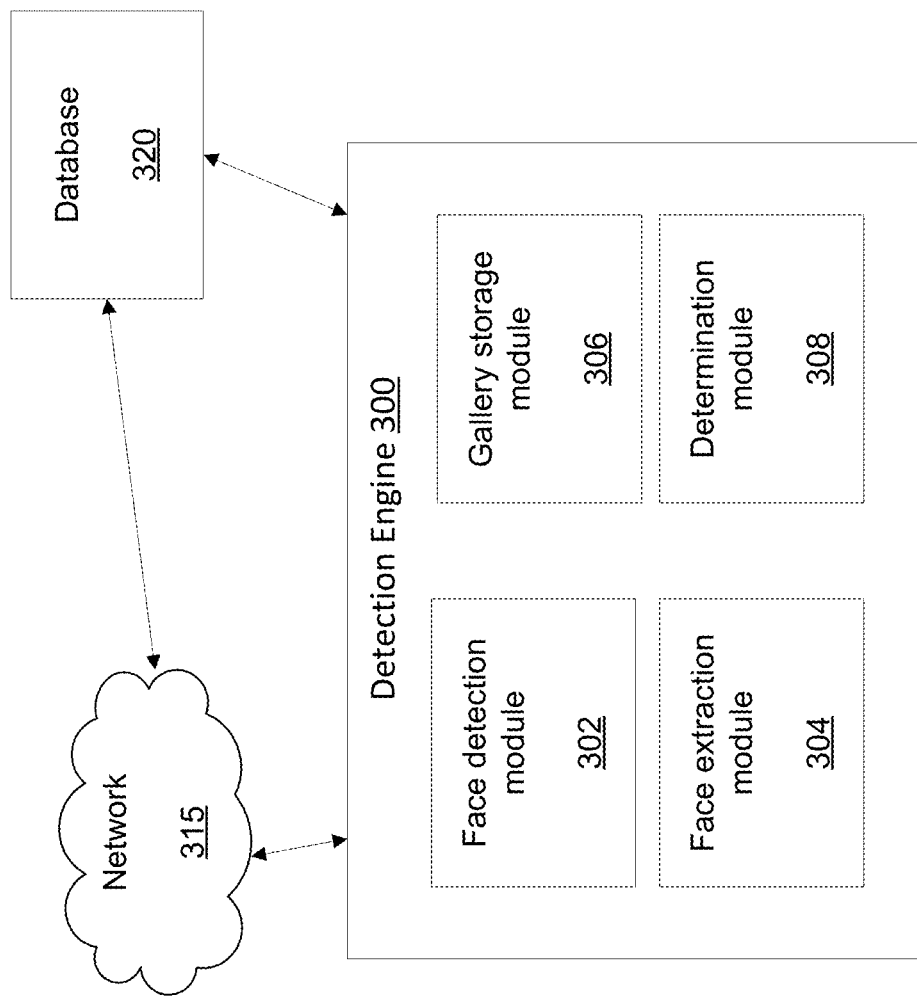 Network
315
Database
320
Detection Engine 300
Face detection
module
302
Gallery storage
module
306
Face extraction
module
304
Determination
module
308